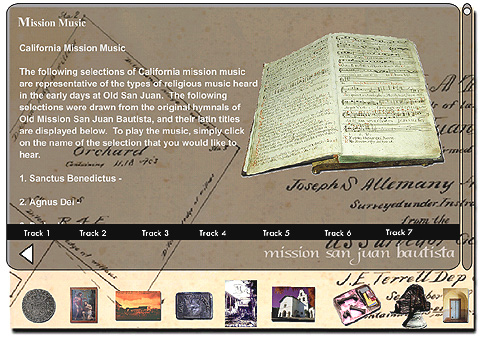 Mission Music
California Mission Music
The following selections of California mission music
are representative of the types of religious music heard
in the early days at Old San Juan. The following
selections were drawn from the original hymnals of
Old Mission San Juan Bautista, and their latin titles
are displayed below. To play the music, simply click
on the name of the selection that you would like to
hear.
1. Sanctus Benedictus -
2. Agnus Dei -
Orchard
Containing
Joseph S Allemany
Surveyed under Instru
from the
US Surveyor Ge
Track 1 Track 2 Track 3 Track 4 Track 5 Track 6 Track 7
mission san juan bautista
J.E Terrell Dep